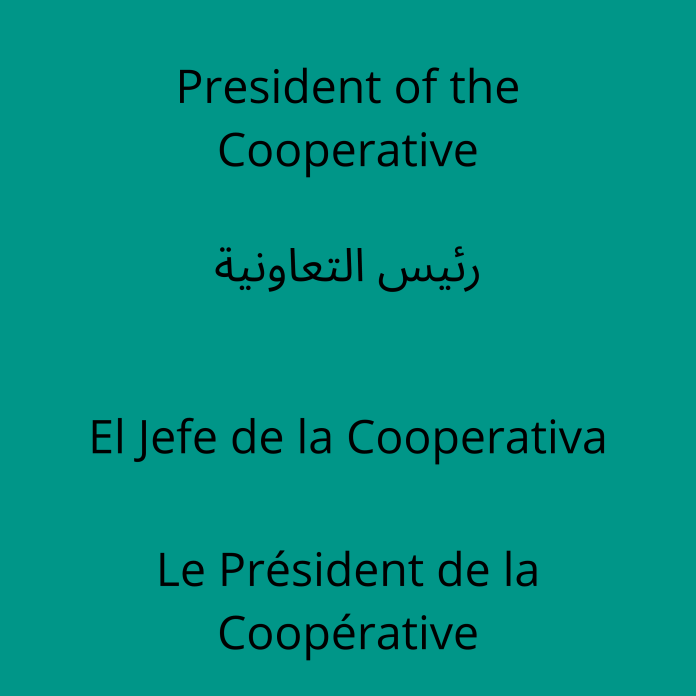 President of the
Cooperative
رئيس التعاونية
El Jefe de la Cooperativa
Le Président de la
Coopérative